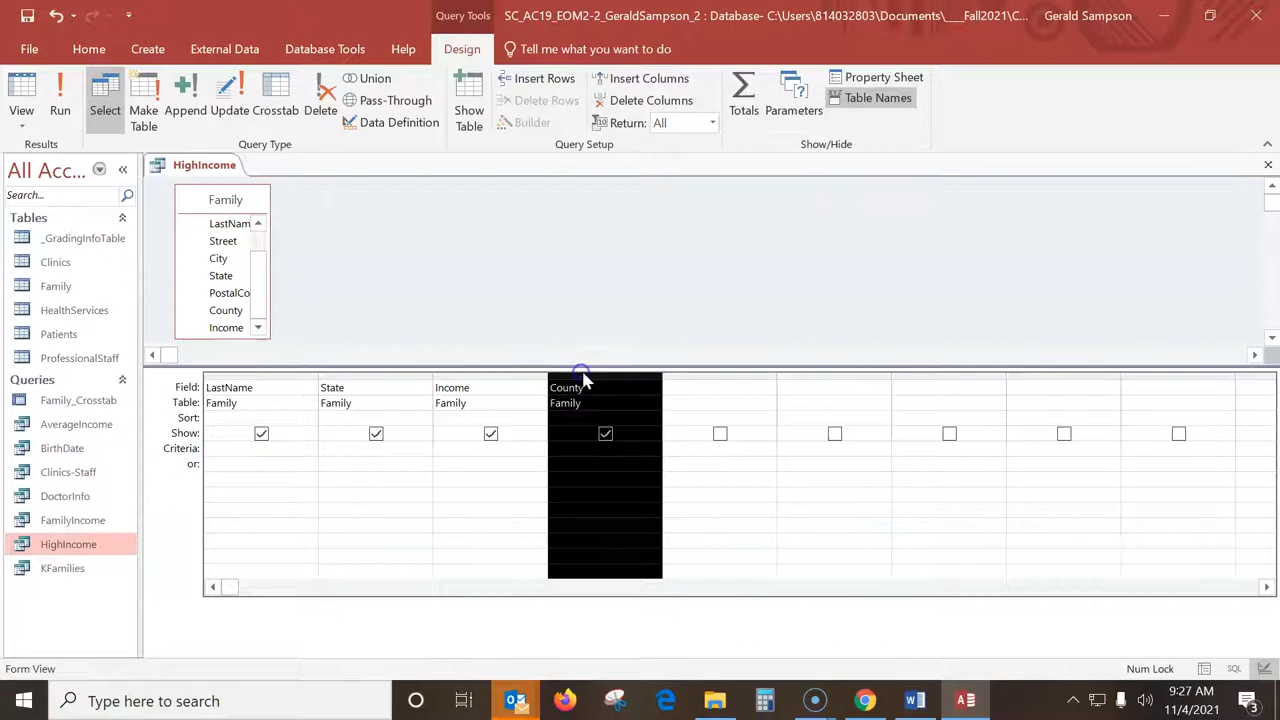 Query Tools
SC_AC19_EOM2-2_GeraldSampson_2 : Database- C:\Users\814032803\Documents\___Fall2021\C...
Gerald Sampson
File
Home
Create
External Data
Database Tools
Help
Design
Tell me what you want to do
View
Run
Select
Make Table
Append
Update
Crosstab
Delete
Union
Pass-Through
Data Definition
Show Table
Insert Rows
Delete Rows
Builder
Insert Columns
Delete Columns
Return: All
Totals
Parameters
Property Sheet
Table Names
Results
Query Type
Query Setup
Show/Hide
All Acc...
Search...
Tables
_GradingInfoTable
Clinics
Family
HealthServices
Patients
ProfessionalStaff
Queries
Family_Crosstab
AverageIncome
BirthDate
Clinics-Staff
DoctorInfo
FamilyIncome
HighIncome
KFamilies
HighIncome
Family
LastNam
Street
City
State
PostalCo
County
Income
Field: LastName State Income County
Table: Family Family Family Family
Sort:
Show:
Criteria:
or:
Form View
Num Lock
SQL
Type here to search
9:27 AM
11/4/2021
3